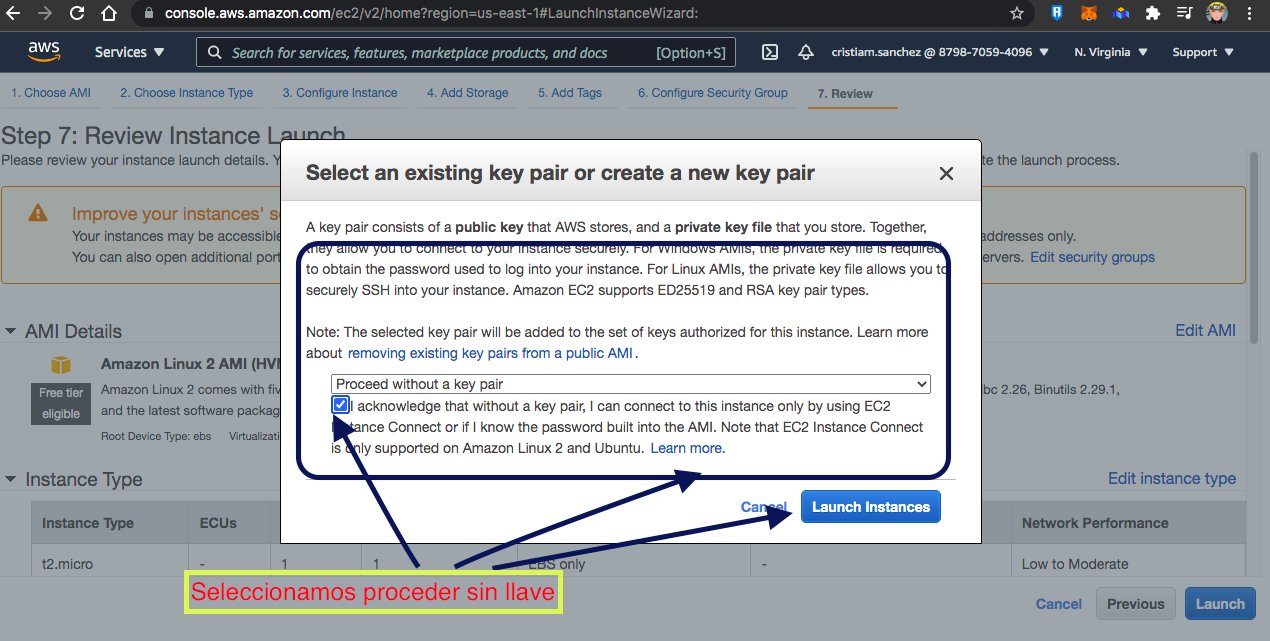 console.aws.amazon.com/ec2/v2/home?region=us-east-1#LaunchInstanceWizard:
aws
Services
Search for services, features, marketplace products, and docs [Option+S]
cristiam.sanchez @ 8798-7059-4096
N. Virginia
Support
1. Choose AMI 2. Choose Instance Type 3. Configure Instance 4. Add Storage 5. Add Tags 6. Configure Security Group 7. Review
Step 7: Review Instance Launch
Please review your instance launch details. Y te the launch process.
Select an existing key pair or create a new key pair
A key pair consists of a public key that AWS stores, and a private key file that you store. Together,
they allow you to connect to your instance securely. For Windows AMIs, the private key file is required
to obtain the password used to log into your instance. For Linux AMIs, the private key file allows you to
securely SSH into your instance. Amazon EC2 supports ED25519 and RSA key pair types.
Note: The selected key pair will be added to the set of keys authorized for this instance. Learn more
about removing existing key pairs from a public AMI.
Proceed without a key pair
I acknowledge that without a key pair, I can connect to this instance only by using EC2
Instance Connect or if I know the password built into the AMI. Note that EC2 Instance Connect
is only supported on Amazon Linux 2 and Ubuntu. Learn more.
Cancel
Launch Instances
Improve your instances' s
Your instances may be accessible addresses only.
You can also open additional port servers. Edit security groups
AMI Details
Edit AMI
Amazon Linux 2 AMI (HVM
Free tier
eligible
Amazon Linux 2 comes with five bc 2.26, Binutils 2.29.1,
and the latest software packag
Root Device Type: ebs Virtualizati
Instance Type
Edit instance type
Instance Type ECUs Network Performance
t2.micro - 1 1 EBS only - Low to Moderate
Seleccionamos proceder sin llave
Cancel
Previous
Launch